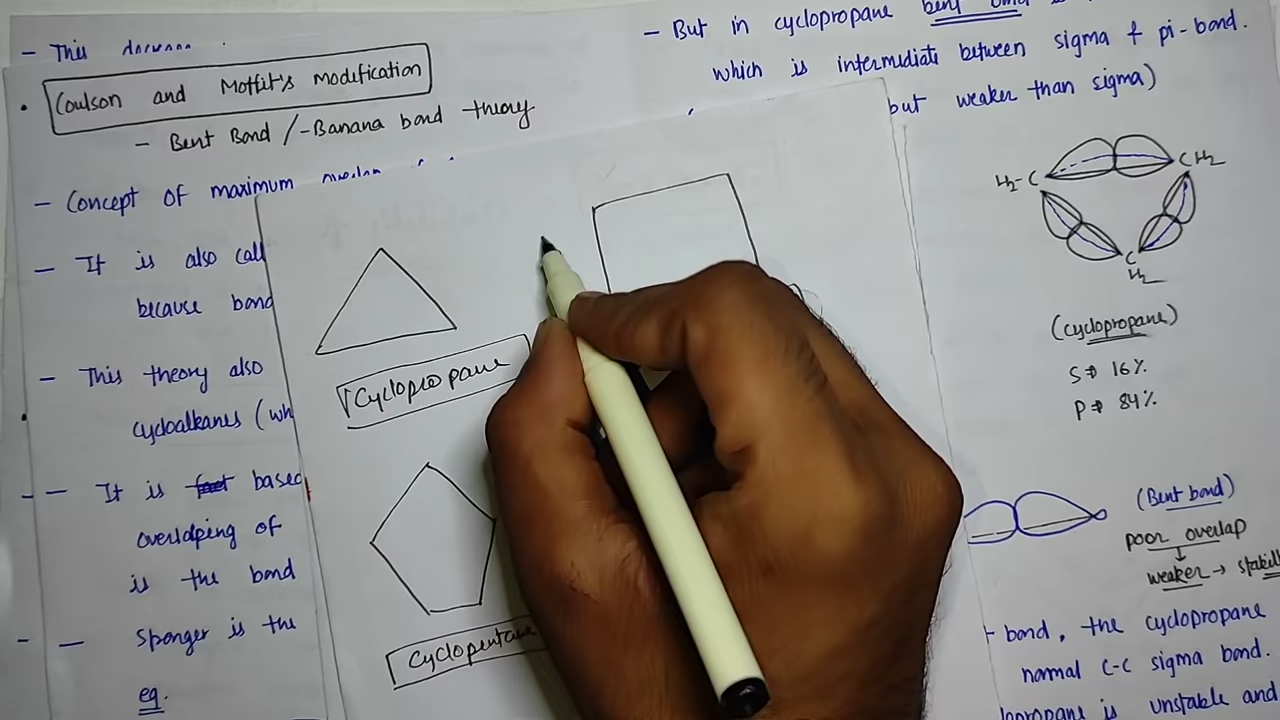 - This
. Coulson and Moffit's modification
- Bent Bond /-Banana bond theory
- Concept of maximum
- It is also call
because bond
- This theory also
cycloalkanes (wh
- It is based
overlaping of
is the bond
- Sponger is the
eg.
- But in cyclopropane bent
which is intermidiate between sigma + pi-bond.
but weaker than sigma)
H₂-C
CH₂
C
H₂
(cyclopropane)
S ⇒ 16%
P ⇒ 84%
(Bent bond)
poor overlap
weaker →
bond, the cyclopropane
normal C-C sigma bond.
is unstable and
Cyclopropane
Cyclopentane